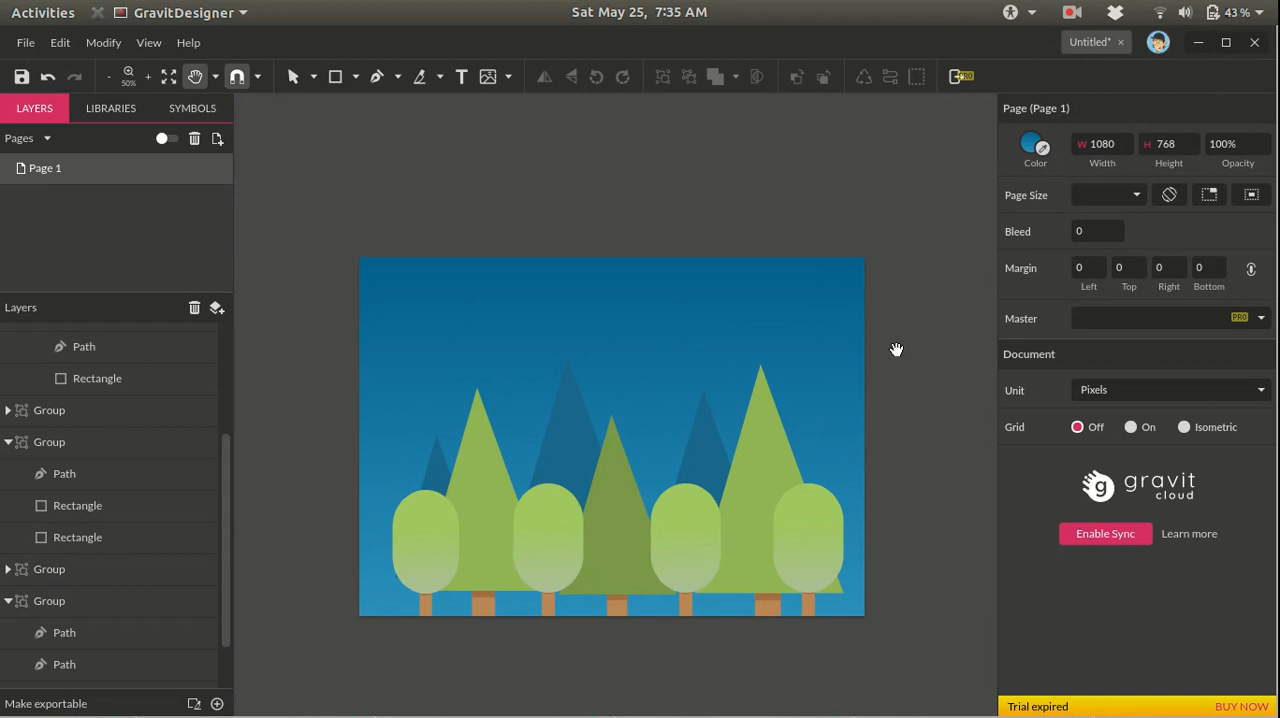 Activities GravitDesigner Sat May 25, 7:35 AM 43 %
File Edit Modify View Help Untitled*
- 50% +
T PRO
LAYERS LIBRARIES SYMBOLS Page (Page 1)
Pages
Page 1
W 1080 H 768 100%
Color Width Height Opacity
Page Size
Bleed 0
Margin 0 0 0 0
Left Top Right Bottom
Layers
Master PRO
Path
Document
Rectangle
Unit Pixels
Group
Grid Off On Isometric
Group
Path
gravit
cloud
Rectangle
Rectangle
Enable Sync Learn more
Group
Group
Path
Path
Make exportable Trial expired BUY NOW